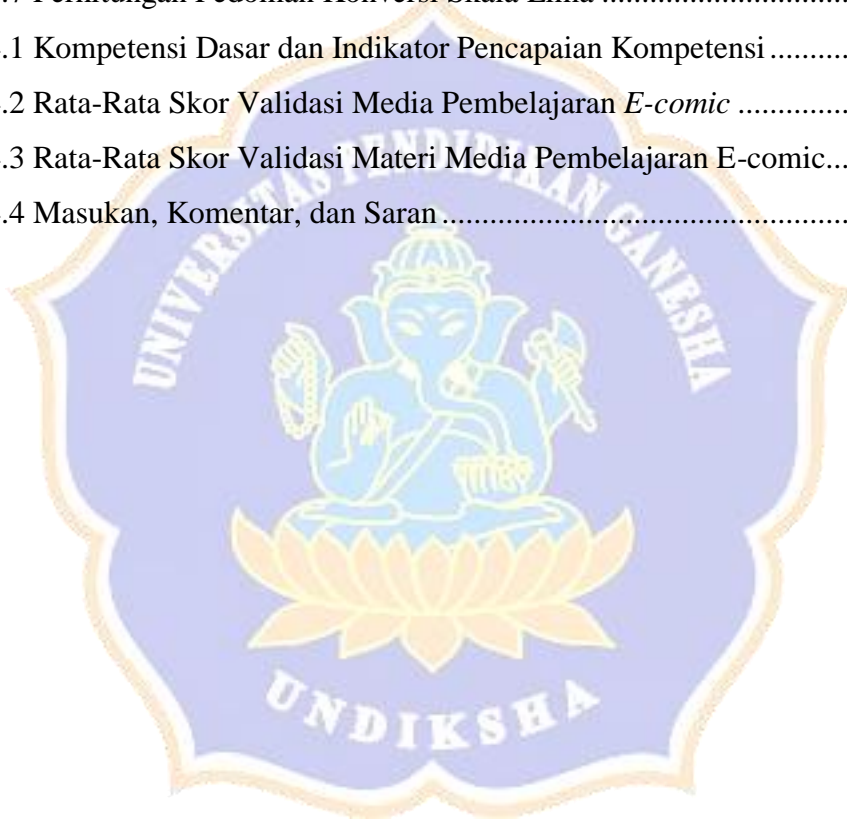 .7 Perhitungan Pedoman Konversi Skala Lima ................................
.1 Kompetensi Dasar dan Indikator Pencapaian Kompetensi ..........
.2 Rata-Rata Skor Validasi Media Pembelajaran E-comic ..............
.3 Rata-Rata Skor Validasi Materi Media Pembelajaran E-comic...
.4 Masukan, Komentar, dan Saran ....................................................
UNIVERSITAS PENDIDIKAN GANESHA
UNDIKSHA